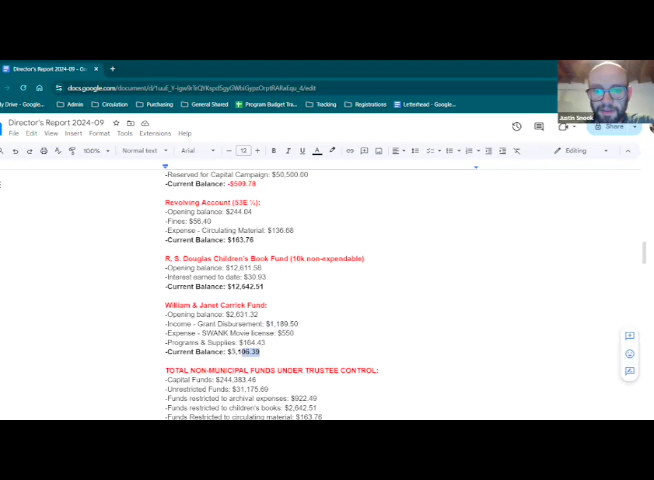 Director's Report 2024-09 - Go
docs.google.com/document/d/
/edit
y Drive - Google...
Admin
Circulation
Purchasing
General Shared
Program Budget Tra...
Tracking
Registrations
Letterhead - Google...
Justin Snook
Director's Report 2024-09
File Edit View Insert Format Tools Extensions Help
Share
100% Normal text Arial 12 B I U A Editing
-Reserved for Capital Campaign: $50,500.00
-Current Balance: -$509.78
Revolving Account (53E ½):
-Opening balance: $244.04
-Fines: $56.40
-Expense - Circulating Material: $136.68
-Current Balance: $163.76
R. S. Douglas Children's Book Fund (10k non-expendable)
-Opening balance: $12,611.58
-Interest earned to date: $30.93
-Current Balance: $12,642.51
William & Janet Carrick Fund:
-Opening balance: $2,631.32
-Income - Grant Disbursement: $1,189.50
-Expense - SWANK Movie license: $550
-Programs & Supplies: $164.43
-Current Balance: $3,106.39
TOTAL NON-MUNICIPAL FUNDS UNDER TRUSTEE CONTROL:
-Capital Funds: $244,383.46
-Unrestricted Funds: $31,175.69
-Funds restricted to archival expenses: $922.49
-Funds restricted to children's books: $2,642.51
-Funds Restricted to circulating material: $163.76